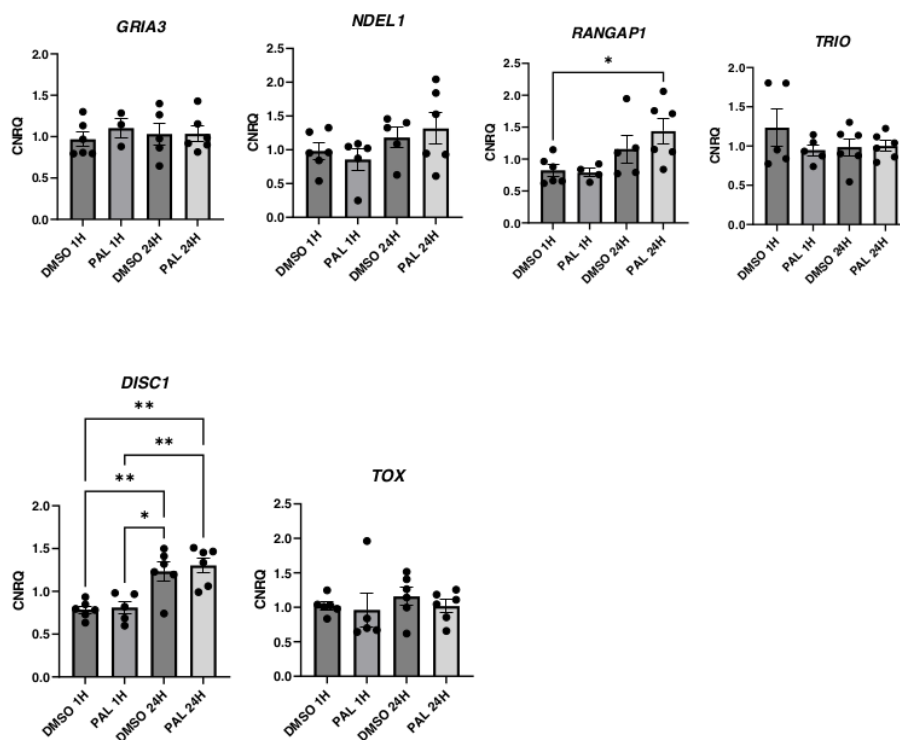 GRIA3
CNRQ
2.0
1.5
1.0
0.5
0.0
DMSO 1H
PAL 1H
DMSO 24H
PAL 24H
NDEL1
CNRQ
2.5
2.0
1.5
1.0
0.5
0.0
DMSO 1H
PAL 1H
DMSO 24H
PAL 24H
RANGAP1
*
CNRQ
2.5
2.0
1.5
1.0
0.5
0.0
DMSO 1H
PAL 1H
DMSO 24H
PAL 24H
TRIO
CNRQ
2.0
1.5
1.0
0.5
0.0
DMSO 1H
PAL 1H
DMSO 24H
PAL 24H
DISC1
**
**
**
*
CNRQ
2.0
1.5
1.0
0.5
0.0
DMSO 1H
PAL 1H
DMSO 24H
PAL 24H
TOX
CNRQ
2.5
2.0
1.5
1.0
0.5
0.0
DMSO 1H
PAL 1H
DMSO 24H
PAL 24H